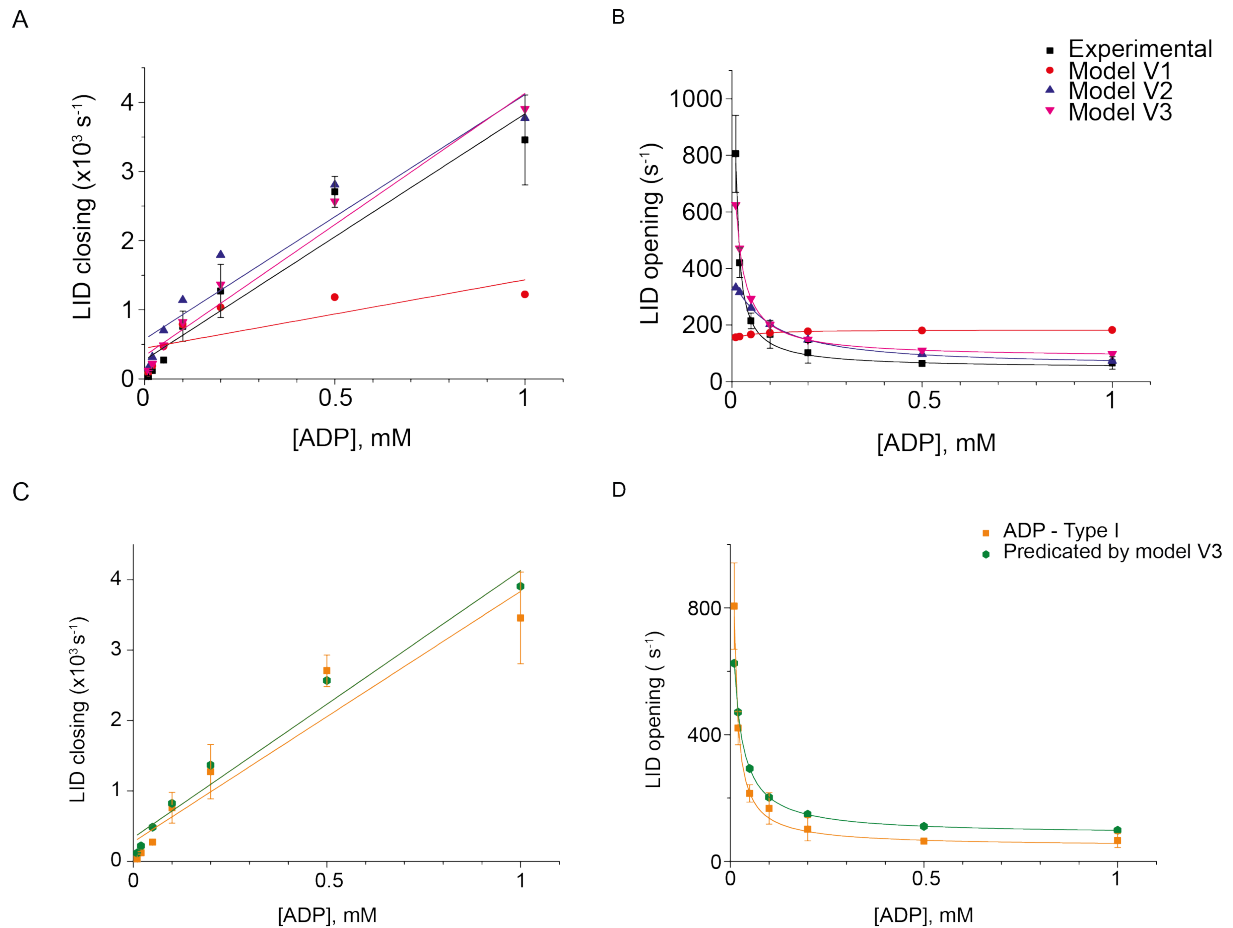 A
LID closing (x10³ s⁻¹)
4
3
2
1
0
0
0.5
1
[ADP], mM
B
Experimental
Model V1
Model V2
Model V3
LID opening (s⁻¹)
1000
800
600
400
200
0
0
0.5
1
[ADP], mM
C
LID closing (x10³ s⁻¹)
4
3
2
1
0
0
0.5
1
[ADP], mM
D
ADP - Type I
Predicated by model V3
LID opening ( s⁻¹)
800
400
0
0
0.5
1
[ADP], mM